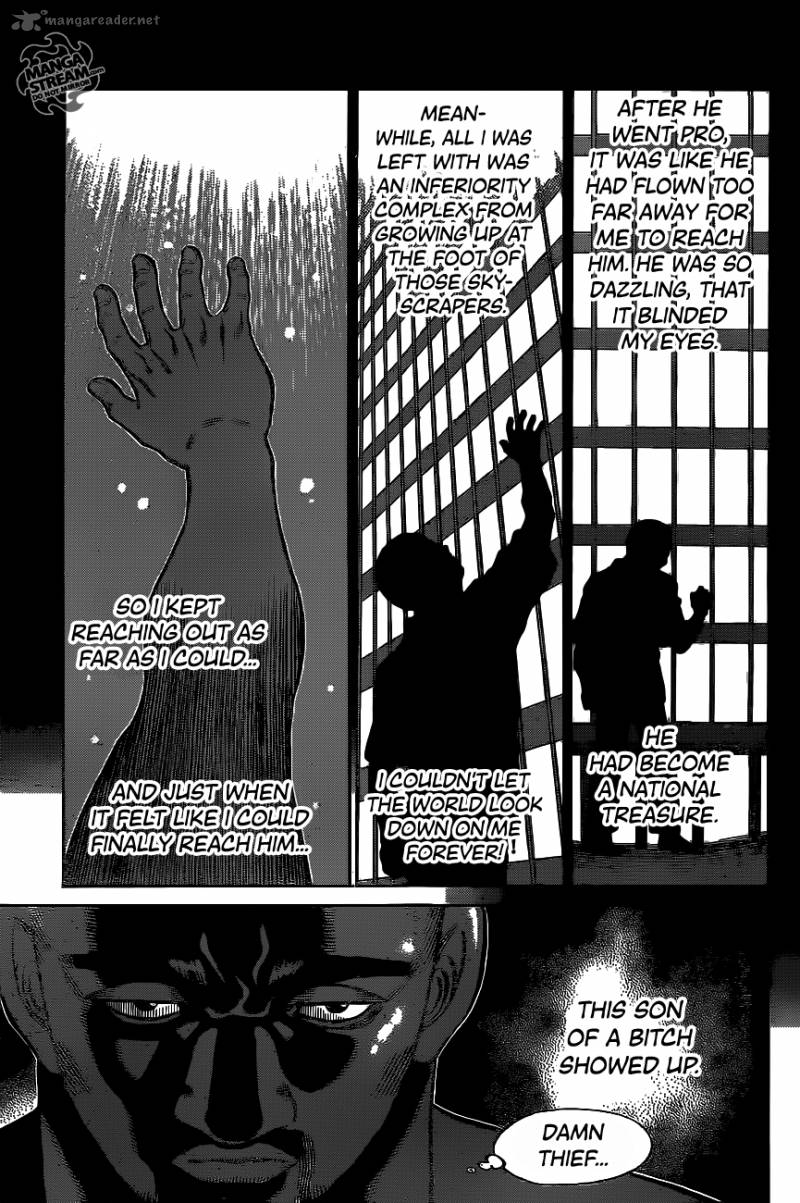 mangareader.net
MANGA
STREAM.com
DO NOT MIRROR
AFTER HE
WENT PRO,
IT WAS LIKE HE
HAD FLOWN TOO
FAR AWAY FOR
ME TO REACH
HIM. HE WAS SO
DAZZLING, THAT
IT BLINDED
MY EYES.
HE
HAD BECOME
A NATIONAL
TREASURE.
MEAN-
WHILE, ALL I WAS
LEFT WITH WAS
AN INFERIORITY
COMPLEX FROM
GROWING UP AT
THE FOOT OF
THOSE SKY-
SCRAPERS.
I COULDN'T LET
THE WORLD LOOK
DOWN ON ME
FOREVER! !
SO I KEPT
REACHING OUT AS
FAR AS I COULD...
AND JUST WHEN
IT FELT LIKE I COULD
FINALLY REACH HIM...
THIS SON
OF A BITCH
SHOWED UP.
DAMN
THIEF...